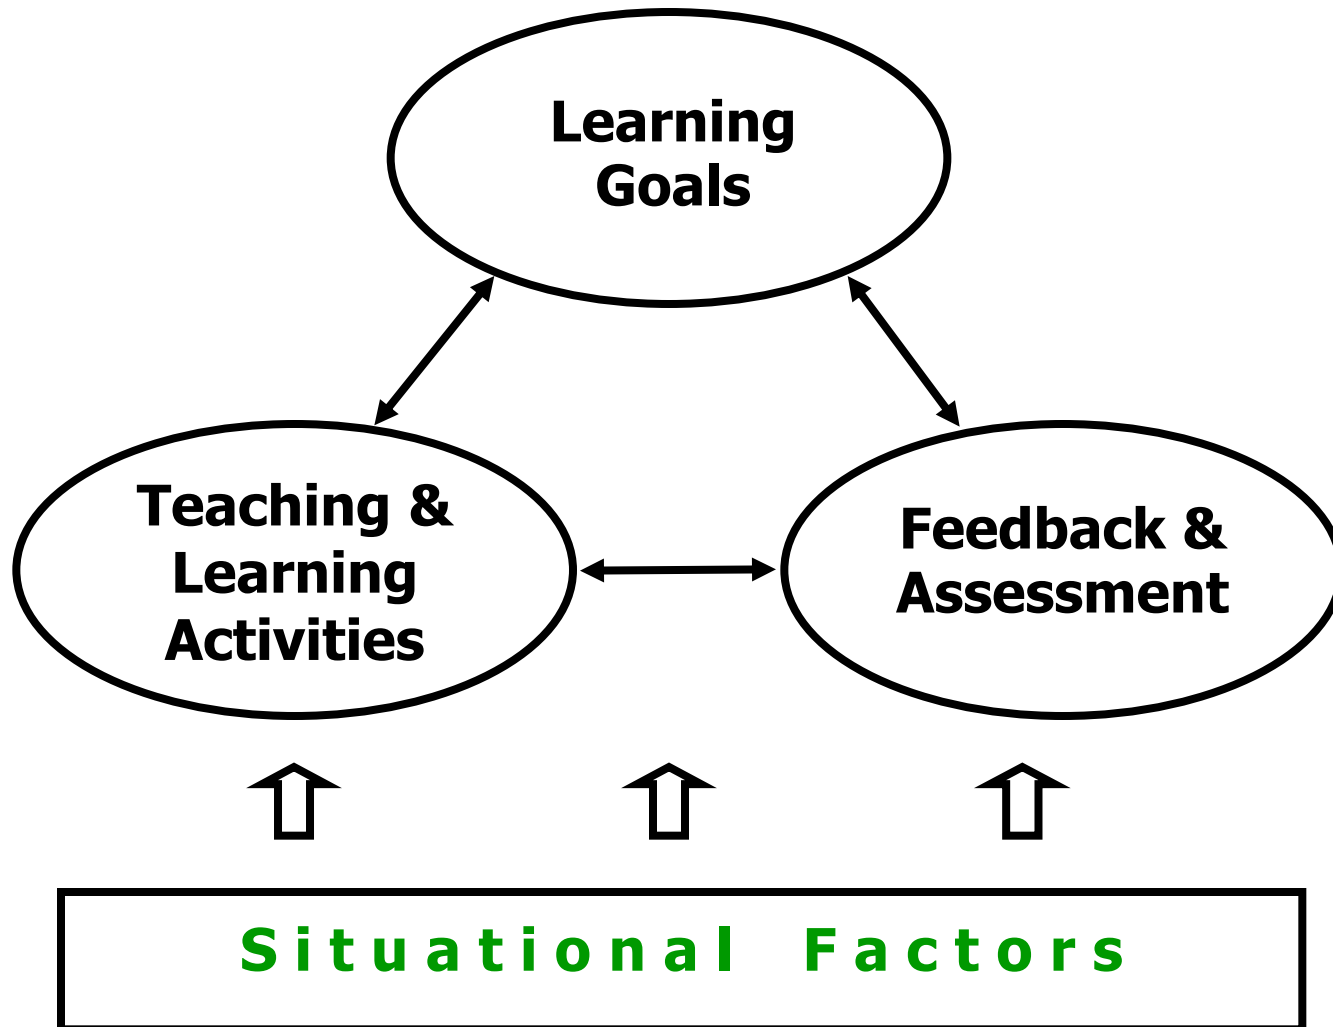 Learning
Goals
Teaching &
Learning
Activities
Feedback &
Assessment
Situational Factors